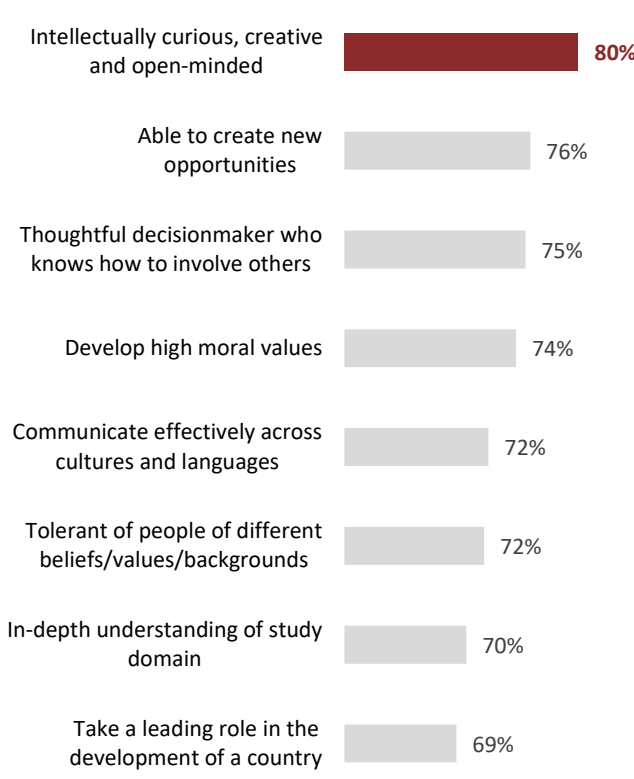 Intellectually curious, creative
and open-minded
80%
Able to create new
opportunities
76%
Thoughtful decisionmaker who
knows how to involve others
75%
Develop high moral values
74%
Communicate effectively across
cultures and languages
72%
Tolerant of people of different
beliefs/values/backgrounds
72%
In-depth understanding of study
domain
70%
Take a leading role in the
development of a country
69%